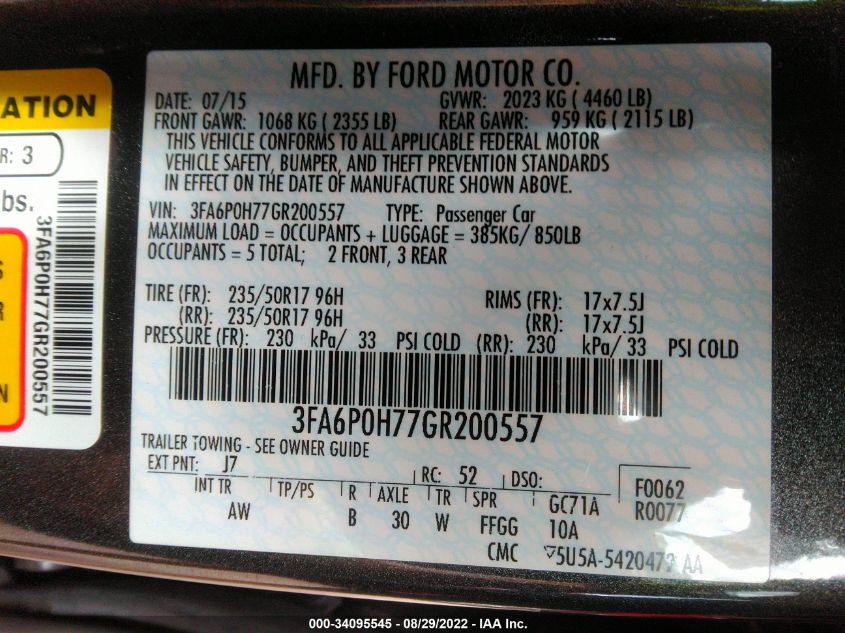 ATION
R: 3
bs.
3FA6P0H77GR200557
S
R
N
MFD. BY FORD MOTOR CO.
DATE: 07/15 GVWR: 2023 KG ( 4460 LB)
FRONT GAWR: 1068 KG ( 2355 LB) REAR GAWR: 959 KG ( 2115 LB)
THIS VEHICLE CONFORMS TO ALL APPLICABLE FEDERAL MOTOR
VEHICLE SAFETY, BUMPER, AND THEFT PREVENTION STANDARDS
IN EFFECT ON THE DATE OF MANUFACTURE SHOWN ABOVE.
VIN: 3FA6P0H77GR200557 TYPE: Passenger Car
MAXIMUM LOAD = OCCUPANTS + LUGGAGE = 385KG/ 850LB
OCCUPANTS = 5 TOTAL; 2 FRONT, 3 REAR
TIRE (FR): 235/50R17 96H RIMS (FR): 17x7.5J
(RR): 235/50R17 96H (RR): 17x7.5J
PRESSURE (FR): 230 kPa/ 33 PSI COLD (RR): 230 kPa/ 33 PSI COLD
3FA6P0H77GR200557
TRAILER TOWING - SEE OWNER GUIDE
EXT PNT: J7 RC: 52 DSO: F0062
INT TR TP/PS R AXLE TR SPR GC71A R0077
AW B 30 W FFGG 10A
CMC 5U5A-5420472 AA
000-34095545 - 08/29/2022 - IAA Inc.